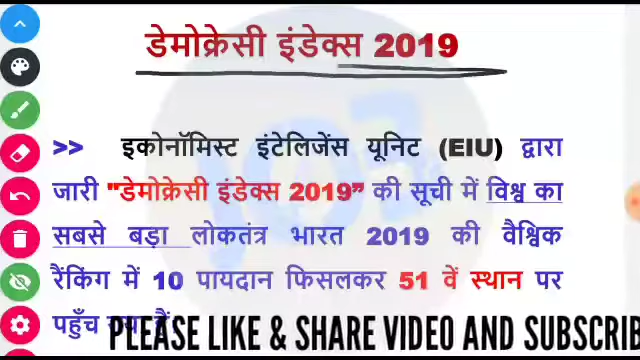 डेमोक्रेसी इंडेक्स 2019
>> इकोनॉमिस्ट इंटेलिजेंस यूनिट (EIU) द्वारा
जारी "डेमोक्रेसी इंडेक्स 2019" की सूची में विश्व का
सबसे बड़ा लोकतंत्र भारत 2019 की वैश्विक
रैंकिंग में 10 पायदान फिसलकर 51 वें स्थान पर
पहुँच
PLEASE LIKE & SHARE VIDEO AND SUBSCRIB